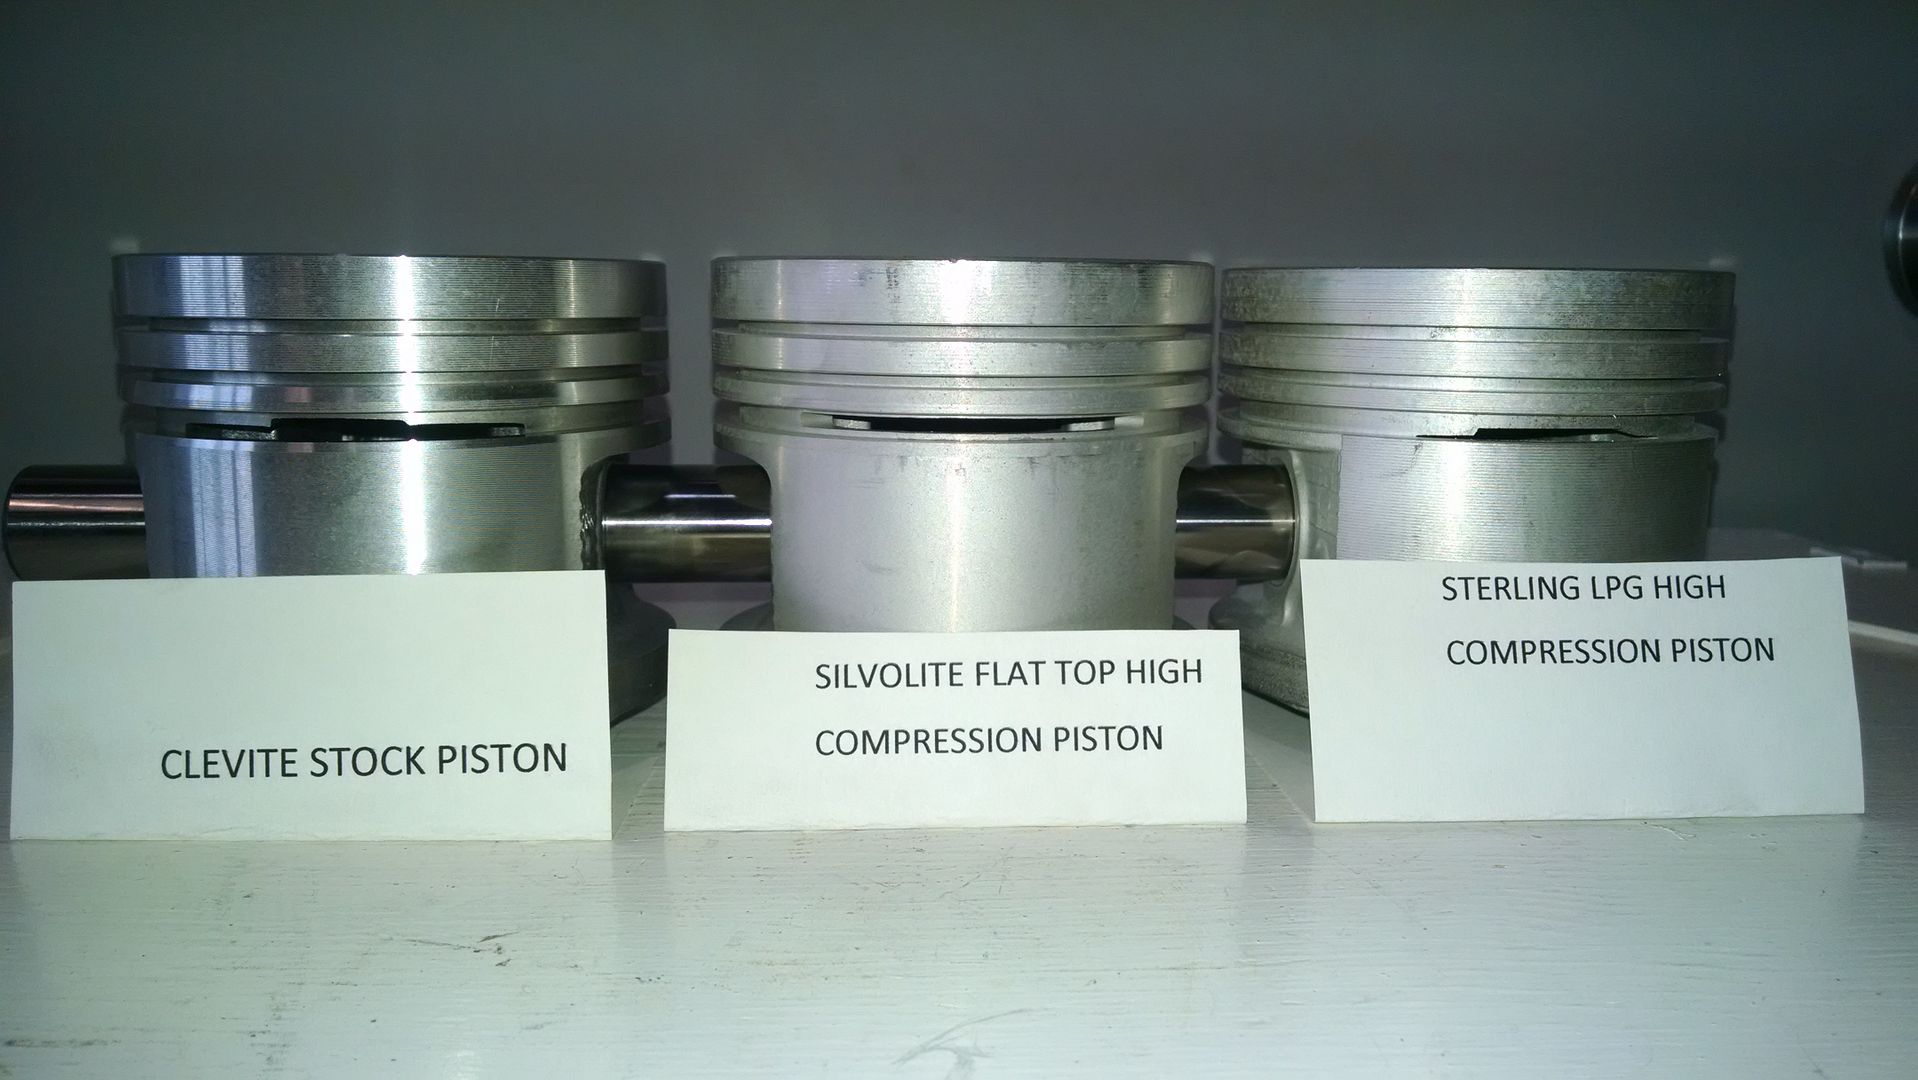 CLEVITE STOCK PISTON
SILVOLITE FLAT TOP HIGH
COMPRESSION PISTON
STERLING LPG HIGH
COMPRESSION PISTON